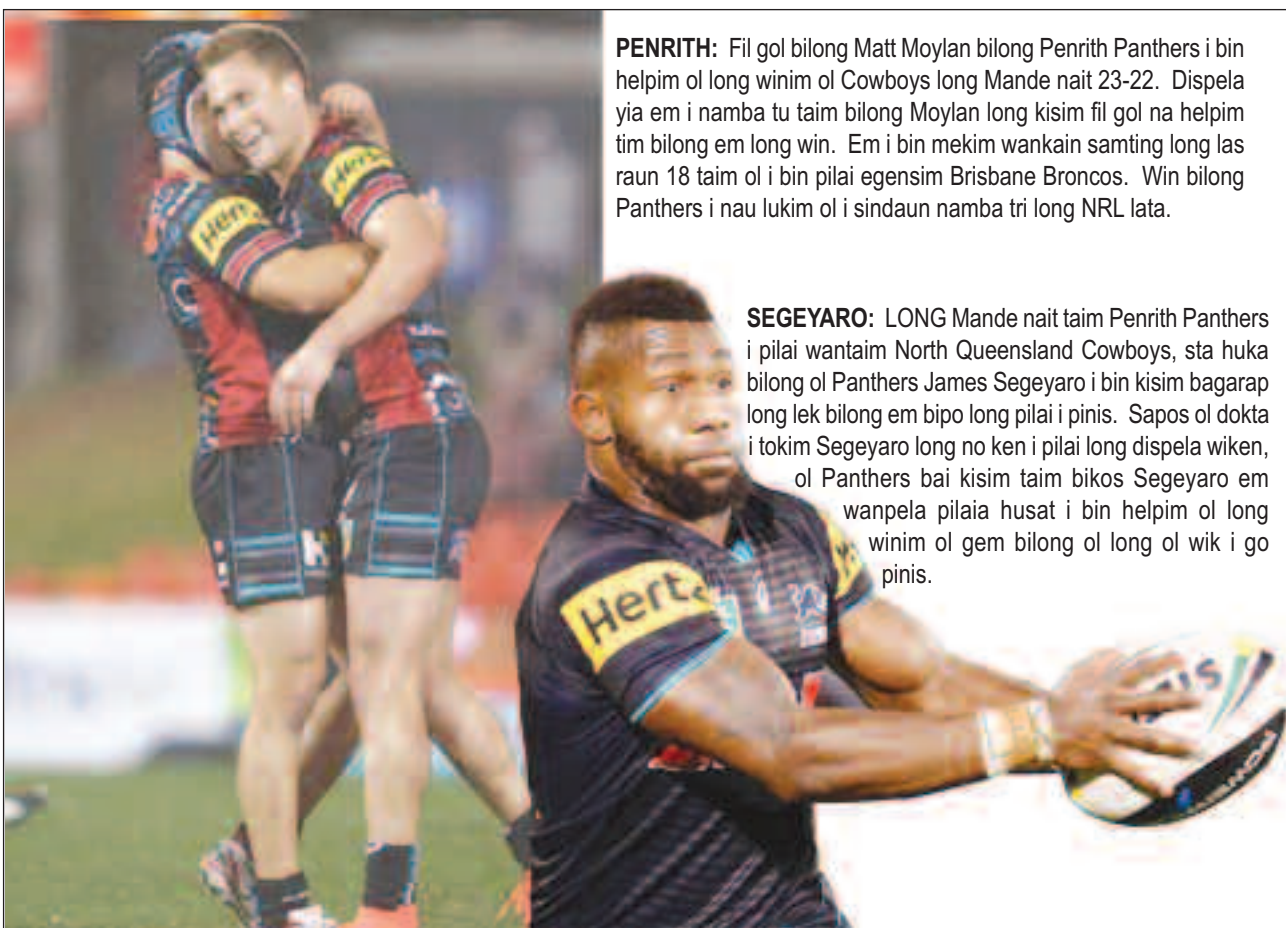 PENRITH: Fil gol bilong Matt Moylan bilong Penrith Panthers i bin
helpim ol long winim ol Cowboys long Mande nait 23-22. Dispela
yia em i namba tu taim bilong Moylan long kisim fil gol na helpim
tim bilong em long win. Em i bin mekim wankain samting long las
raun 18 taim ol i bin pilai egensim Brisbane Broncos. Win bilong
Panthers i nau lukim ol i sindaun namba tri long NRL lata.
SEGEYARO: LONG Mande nait taim Penrith Panthers
i pilai wantaim North Queensland Cowboys, sta huka
bilong ol Panthers James Segeyaro i bin kisim bagarap
long lek bilong em bipo long pilai i pinis. Sapos ol dokta
i tokim Segeyaro long no ken i pilai long dispela wiken,
ol Panthers bai kisim taim bikos Segeyaro em
wanpela pilaia husat i bin helpim ol long
winim ol gem bilong ol long ol wik i go
pinis.
Hertz
Hertz
Hertz